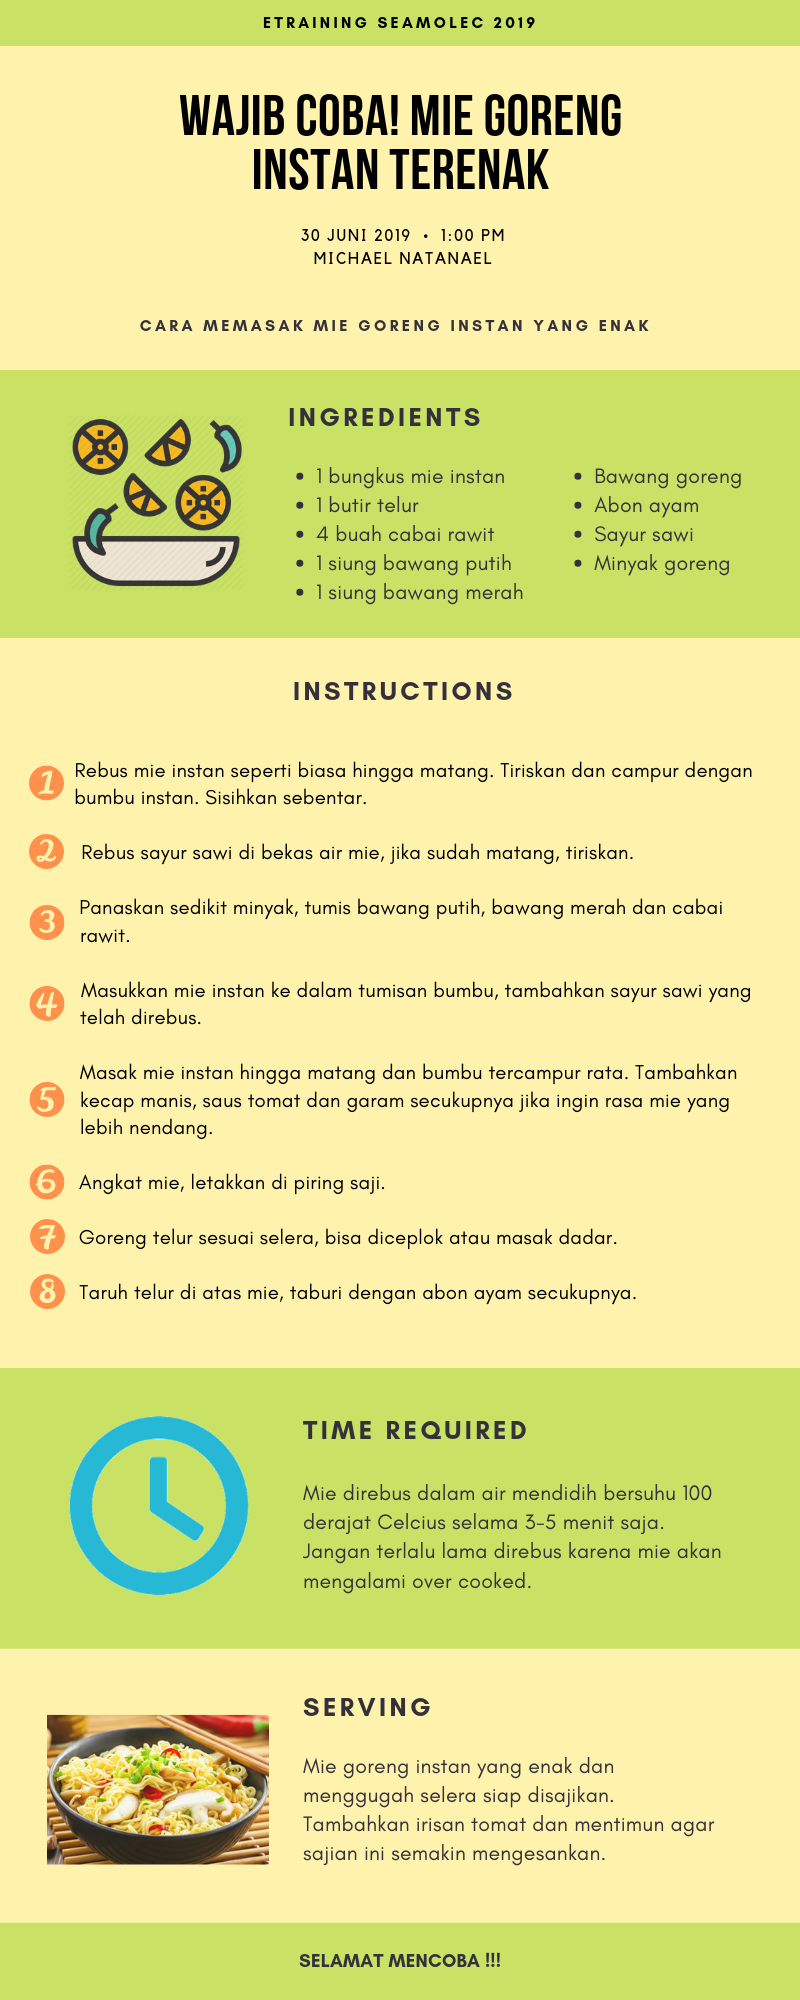 ETRAINING SEAMOLEC 2019
WAJIB COBA! MIE GORENG
INSTAN TERENAK
30 JUNI 2019 • 1:00 PM
MICHAEL NATANAEL
CARA MEMASAK MIE GORENG INSTAN YANG ENAK
INGREDIENTS
• 1 bungkus mie instan
• 1 butir telur
• 4 buah cabai rawit
• 1 siung bawang putih
• 1 siung bawang merah
• Bawang goreng
• Abon ayam
• Sayur sawi
• Minyak goreng
INSTRUCTIONS
1 Rebus mie instan seperti biasa hingga matang. Tiriskan dan campur dengan
bumbu instan. Sisihkan sebentar.
2 Rebus sayur sawi di bekas air mie, jika sudah matang, tiriskan.
3 Panaskan sedikit minyak, tumis bawang putih, bawang merah dan cabai
rawit.
4 Masukkan mie instan ke dalam tumisan bumbu, tambahkan sayur sawi yang
telah direbus.
5 Masak mie instan hingga matang dan bumbu tercampur rata. Tambahkan
kecap manis, saus tomat dan garam secukupnya jika ingin rasa mie yang
lebih nendang.
6 Angkat mie, letakkan di piring saji.
7 Goreng telur sesuai selera, bisa diceplok atau masak dadar.
8 Taruh telur di atas mie, taburi dengan abon ayam secukupnya.
TIME REQUIRED
Mie direbus dalam air mendidih bersuhu 100
derajat Celcius selama 3-5 menit saja.
Jangan terlalu lama direbus karena mie akan
mengalami over cooked.
SERVING
Mie goreng instan yang enak dan
menggugah selera siap disajikan.
Tambahkan irisan tomat dan mentimun agar
sajian ini semakin mengesankan.
SELAMAT MENCOBA !!!